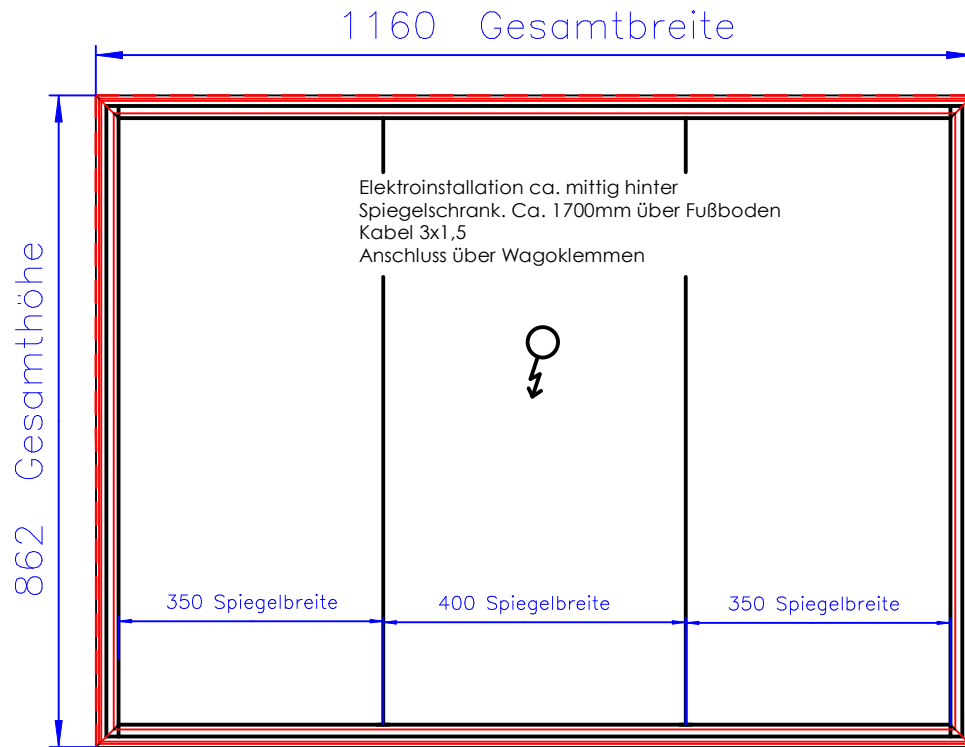 1160 Gesamtbreite
Elektroinstallation ca. mittig hinter
Spiegelschrank. Ca. 1700mm über Fußboden
Kabel 3x1,5
Anschluss über Wagoklemmen
862 Gesamthöhe
350 Spiegelbreite
400 Spiegelbreite
350 Spiegelbreite